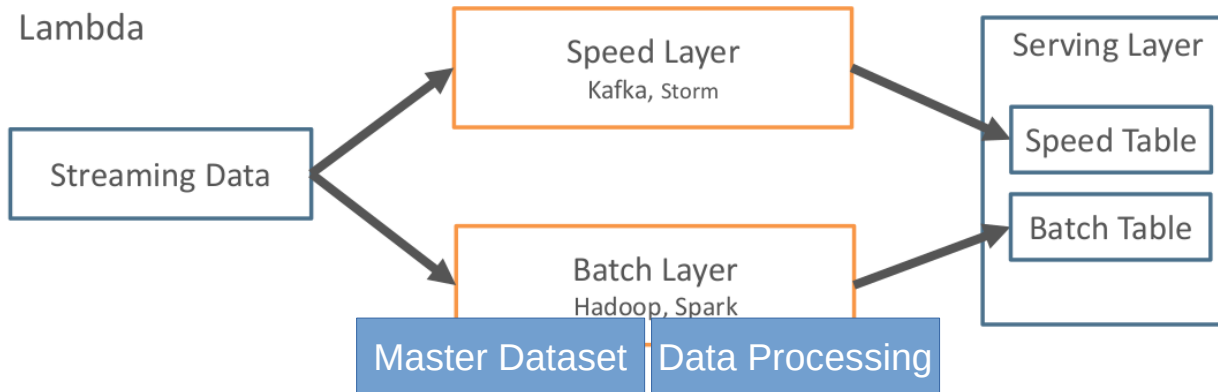 Lambda
Streaming Data
Speed Layer
Kafka, Storm
Batch Layer
Hadoop, Spark
Master Dataset
Data Processing
Serving Layer
Speed Table
Batch Table